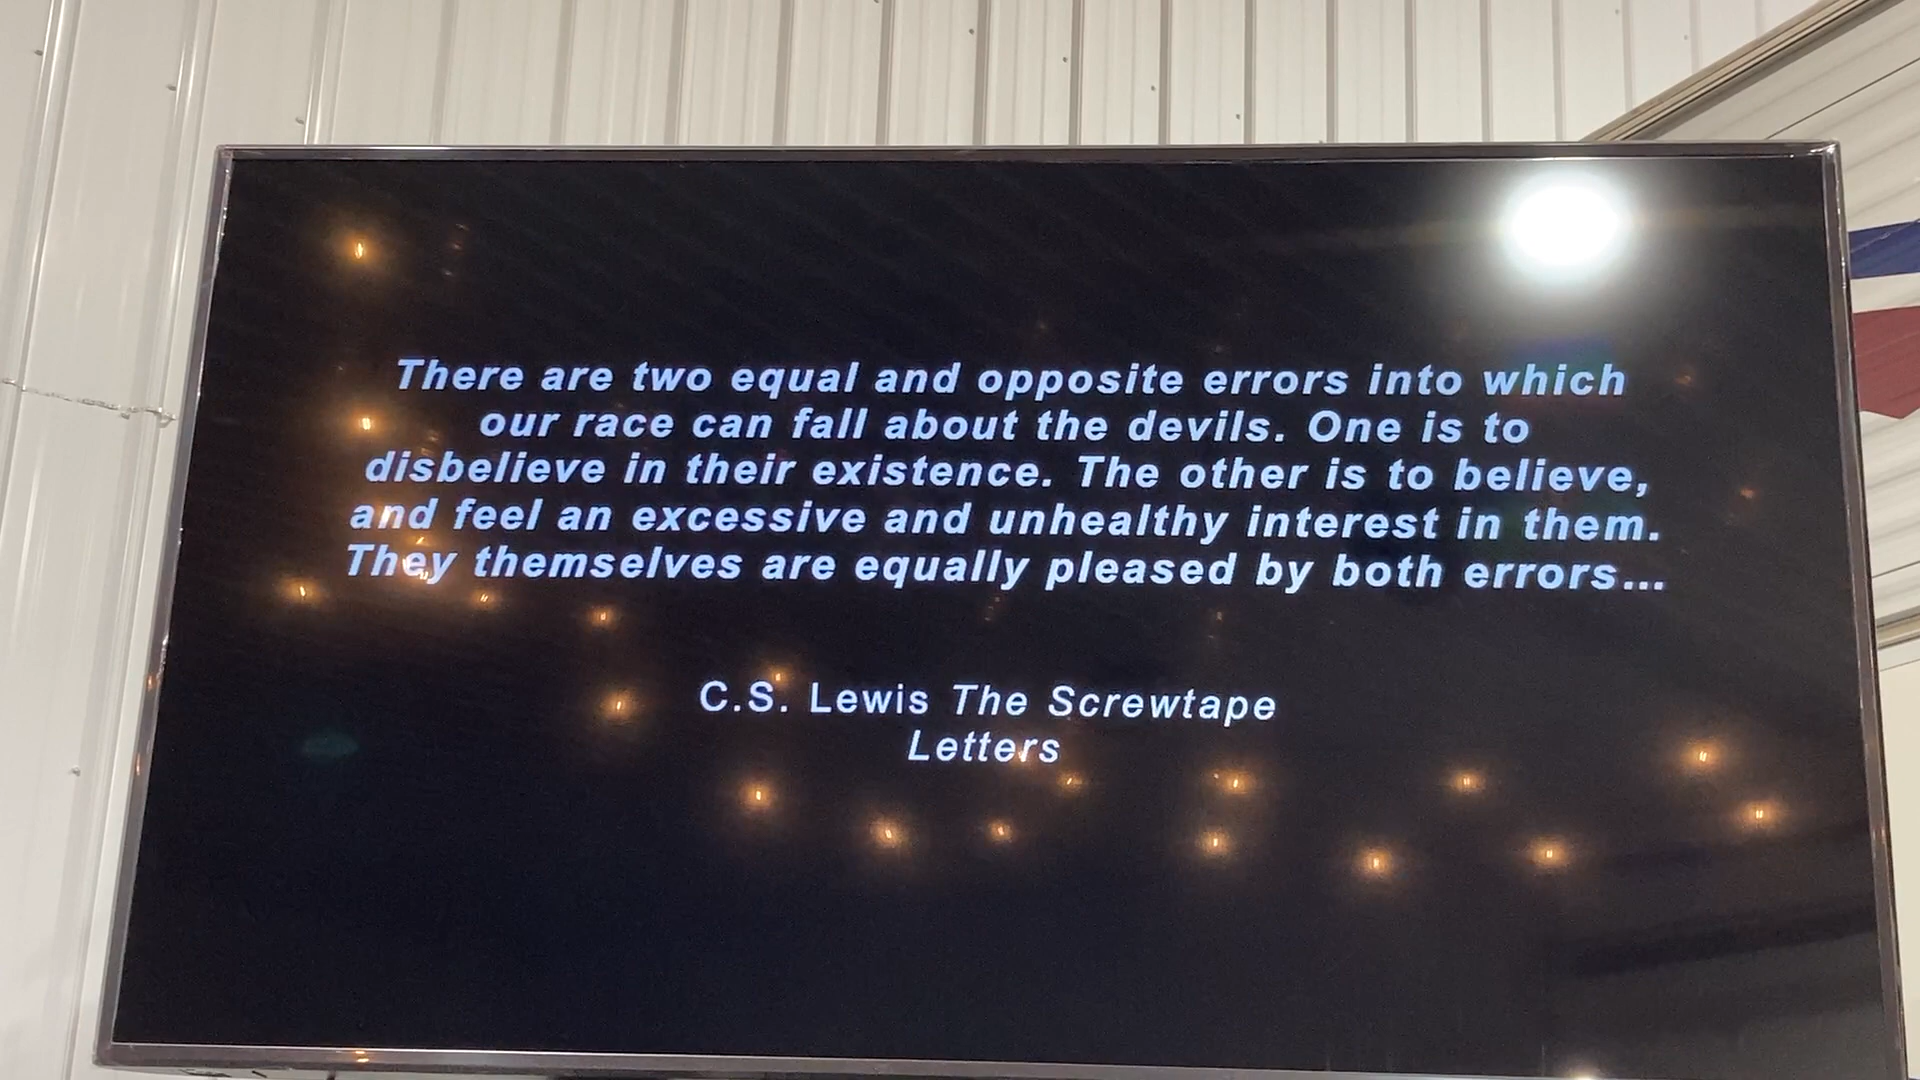 There are two equal and opposite errors into which
our race can fall about the devils. One is to
disbelieve in their existence. The other is to believe,
and feel an excessive and unhealthy interest in them.
They themselves are equally pleased by both errors...
C.S. Lewis The Screwtape
Letters